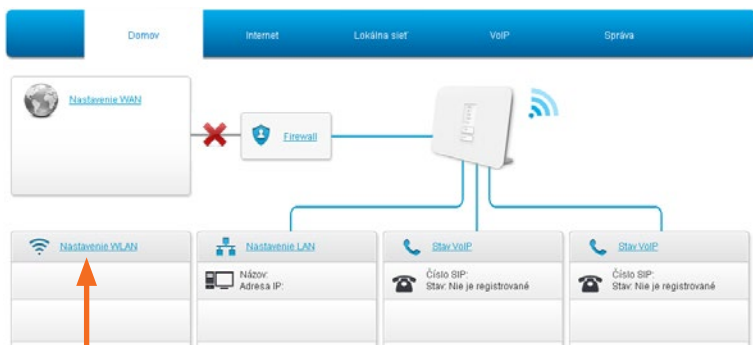 Domov
Internet
Lokálna sieť
VoIP
Správa
Nastavenie WAN
Firewall
Nastavenie WLAN
Nastavenie LAN
Stav VoIP
Stav VoIP
Názov:
Adresa IP:
Číslo SIP:
Stav: Nie je registrované
Číslo SIP:
Stav: Nie je registrované